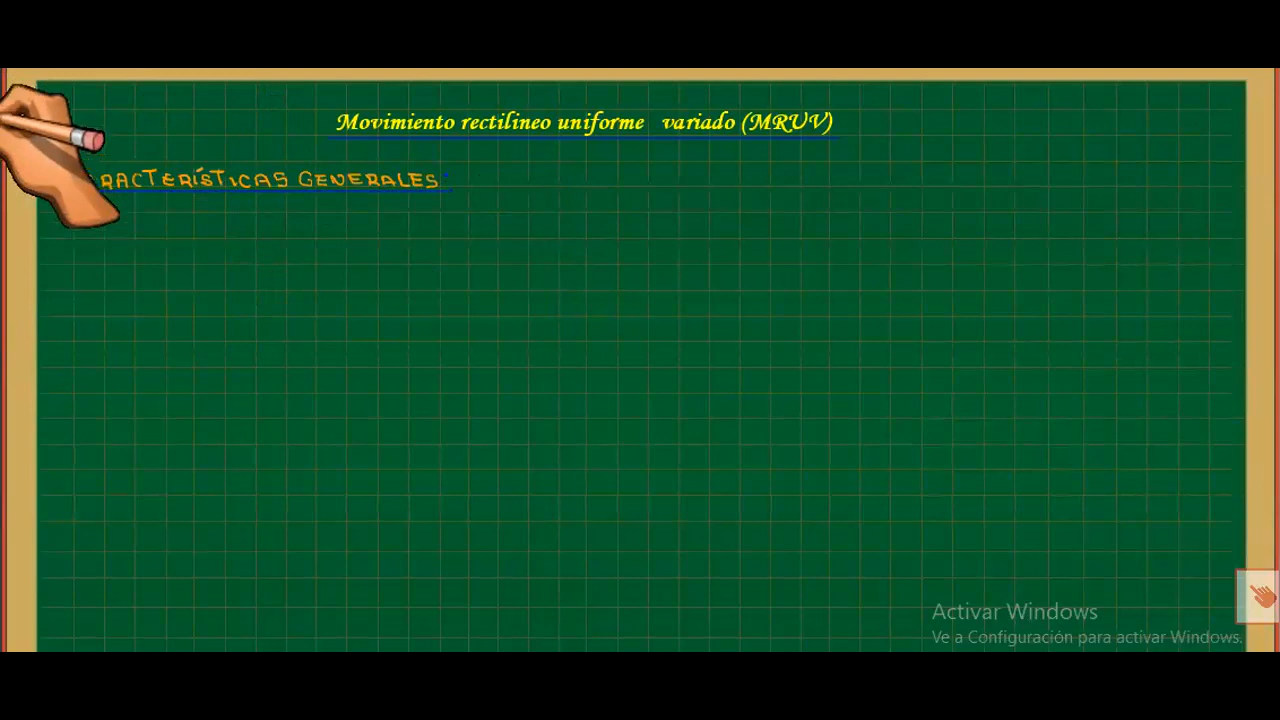 Movimiento rectilineo uniforme variado (MRUV)
RACTERÍSTICAS GENERALES:
Activar Windows
Ve a Configuración para activar Windows.